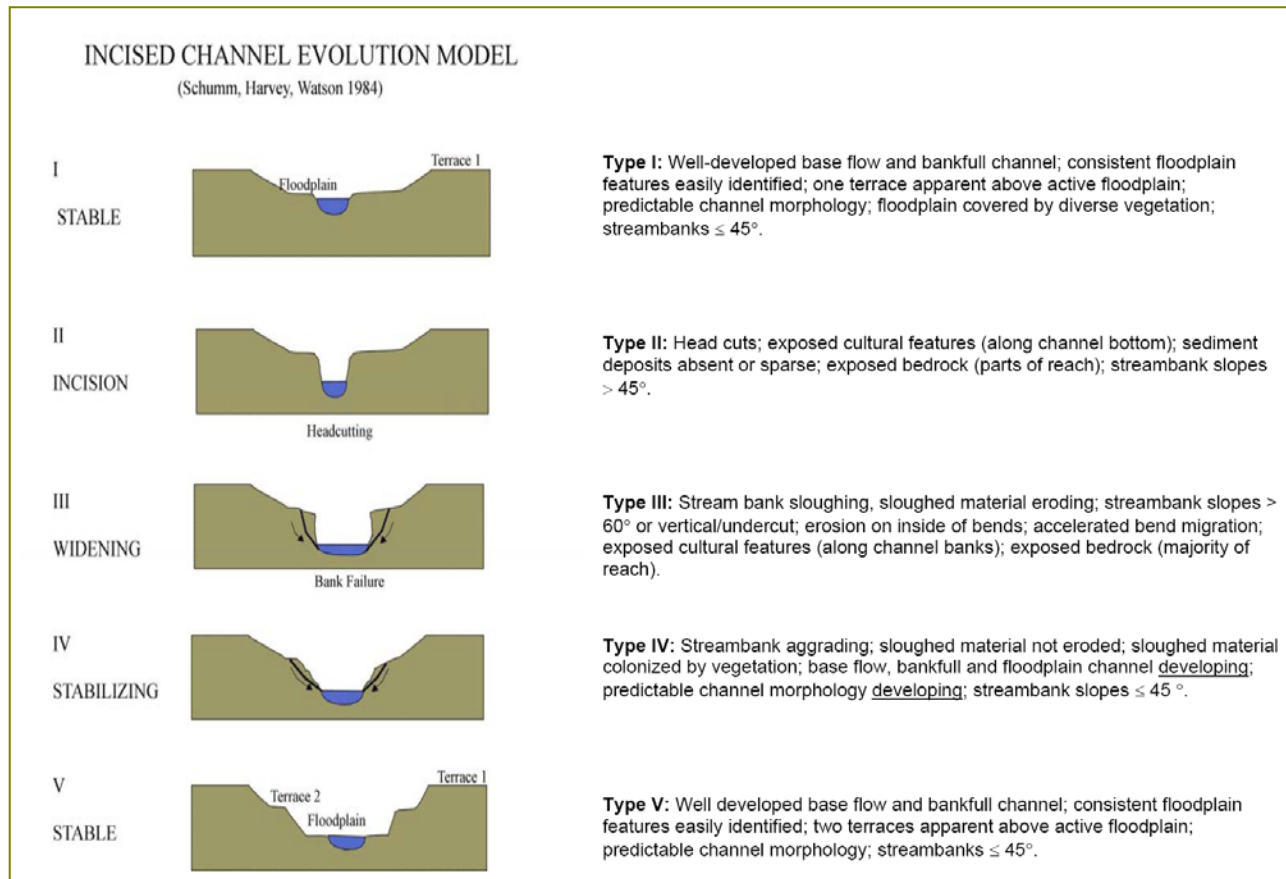 INCISED CHANNEL EVOLUTION MODEL
(Schumm, Harvey, Watson 1984)
I
STABLE
Floodplain
Terrace 1
Type I: Well-developed base flow and bankfull channel; consistent floodplain
features easily identified; one terrace apparent above active floodplain;
predictable channel morphology; floodplain covered by diverse vegetation;
streambanks ≤ 45°.
II
INCISION
Headcutting
Type II: Head cuts; exposed cultural features (along channel bottom); sediment
deposits absent or sparse; exposed bedrock (parts of reach); streambank slopes
> 45°.
III
WIDENING
Bank Failure
Type III: Stream bank sloughing, sloughed material eroding; streambank slopes >
60° or vertical/undercut; erosion on inside of bends; accelerated bend migration;
exposed cultural features (along channel banks); exposed bedrock (majority of
reach).
IV
STABILIZING
Type IV: Streambank aggrading; sloughed material not eroded; sloughed material
colonized by vegetation; base flow, bankfull and floodplain channel developing;
predictable channel morphology developing; streambank slopes ≤ 45 °.
V
STABLE
Terrace 2
Floodplain
Terrace 1
Type V: Well developed base flow and bankfull channel; consistent floodplain
features easily identified; two terraces apparent above active floodplain;
predictable channel morphology; streambanks ≤ 45°.